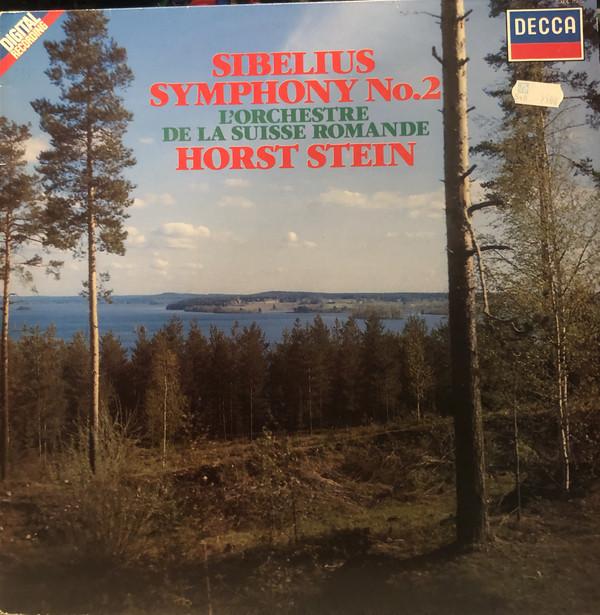 DIGITAL
RECORDING
DECCA
SIBELIUS
SYMPHONY No.2
L'ORCHESTRE
DE LA SUISSE ROMANDE
HORST STEIN